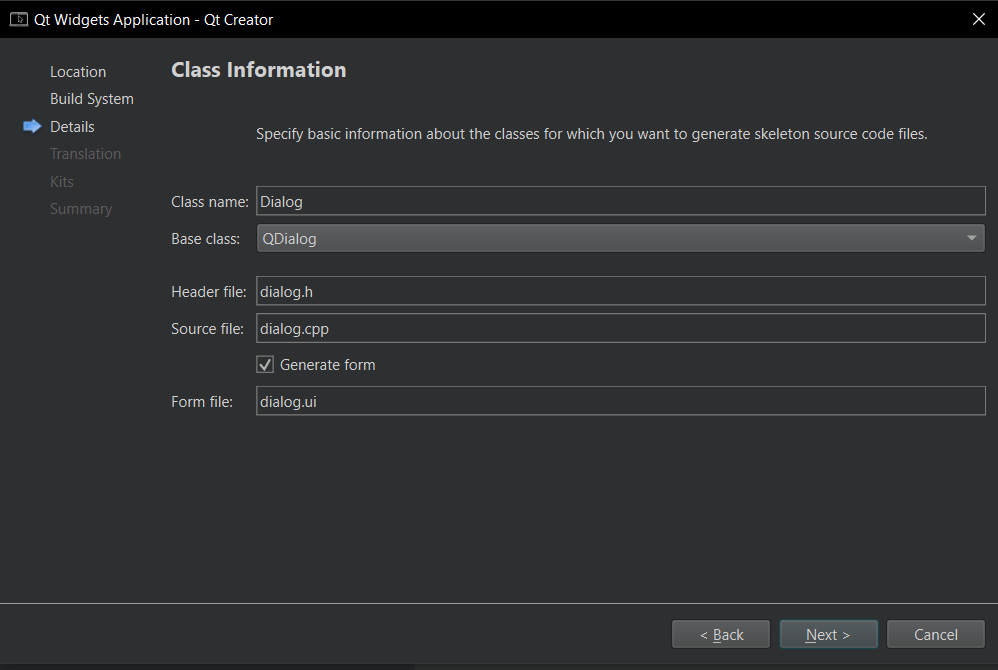 Qt Widgets Application - Qt Creator
Location
Build System
Details
Translation
Kits
Summary
Class Information
Specify basic information about the classes for which you want to generate skeleton source code files.
Class name: Dialog
Base class: QDialog
Header file: dialog.h
Source file: dialog.cpp
Generate form
Form file: dialog.ui
< Back Next > Cancel